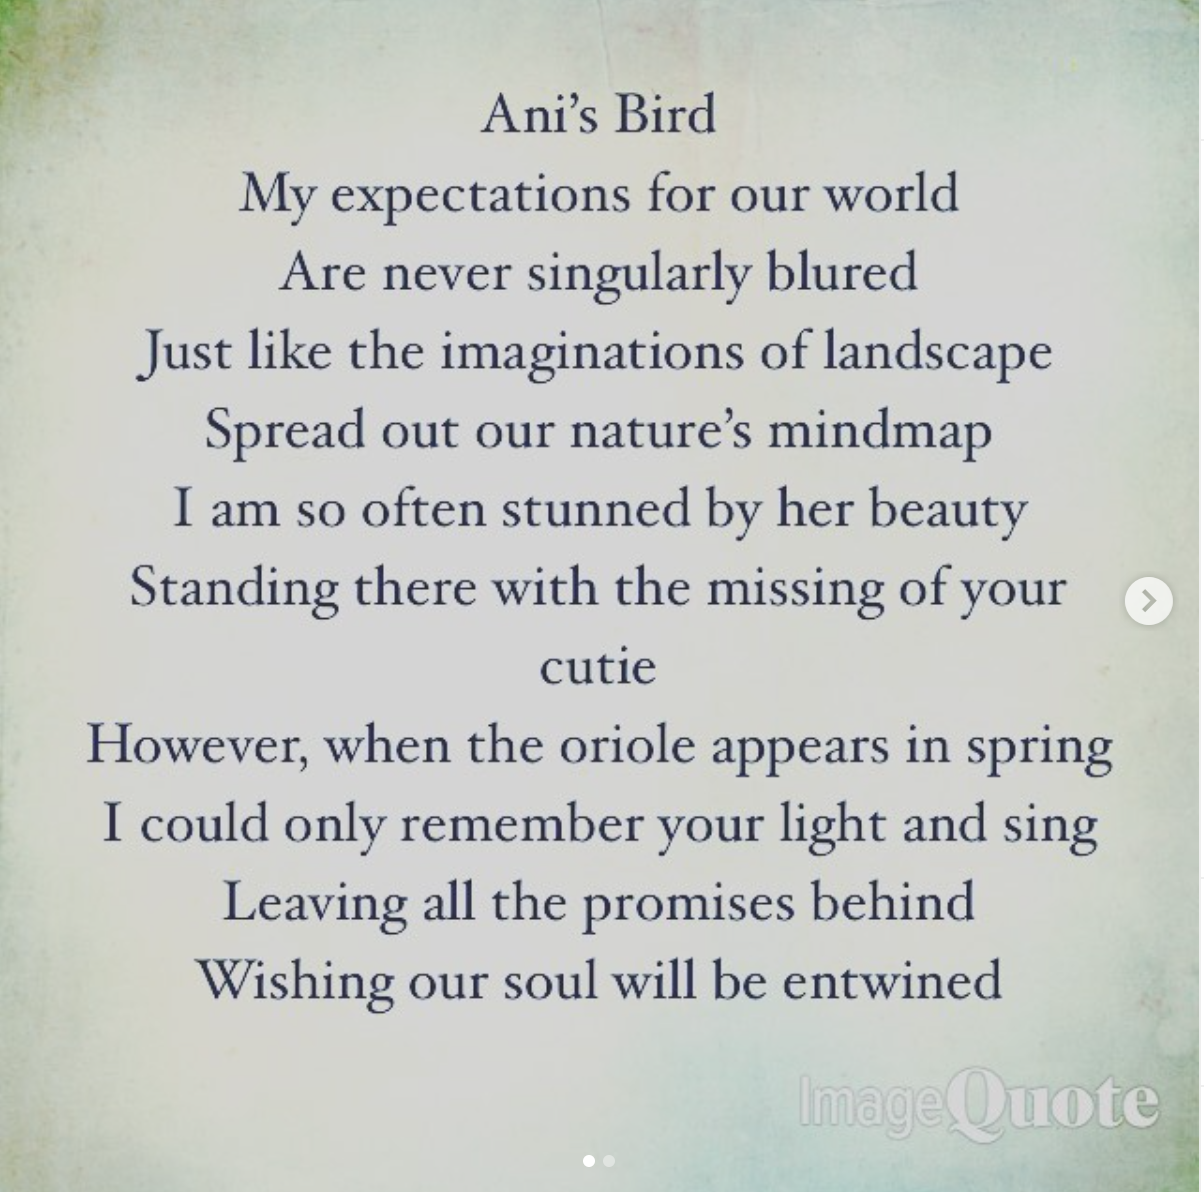 Ani’s Bird
My expectations for our world
Are never singularly blured
Just like the imaginations of landscape
Spread out our nature’s mindmap
I am so often stunned by her beauty
Standing there with the missing of your
cutie
However, when the oriole appears in spring
I could only remember your light and sing
Leaving all the promises behind
Wishing our soul will be entwined
ImageQuote